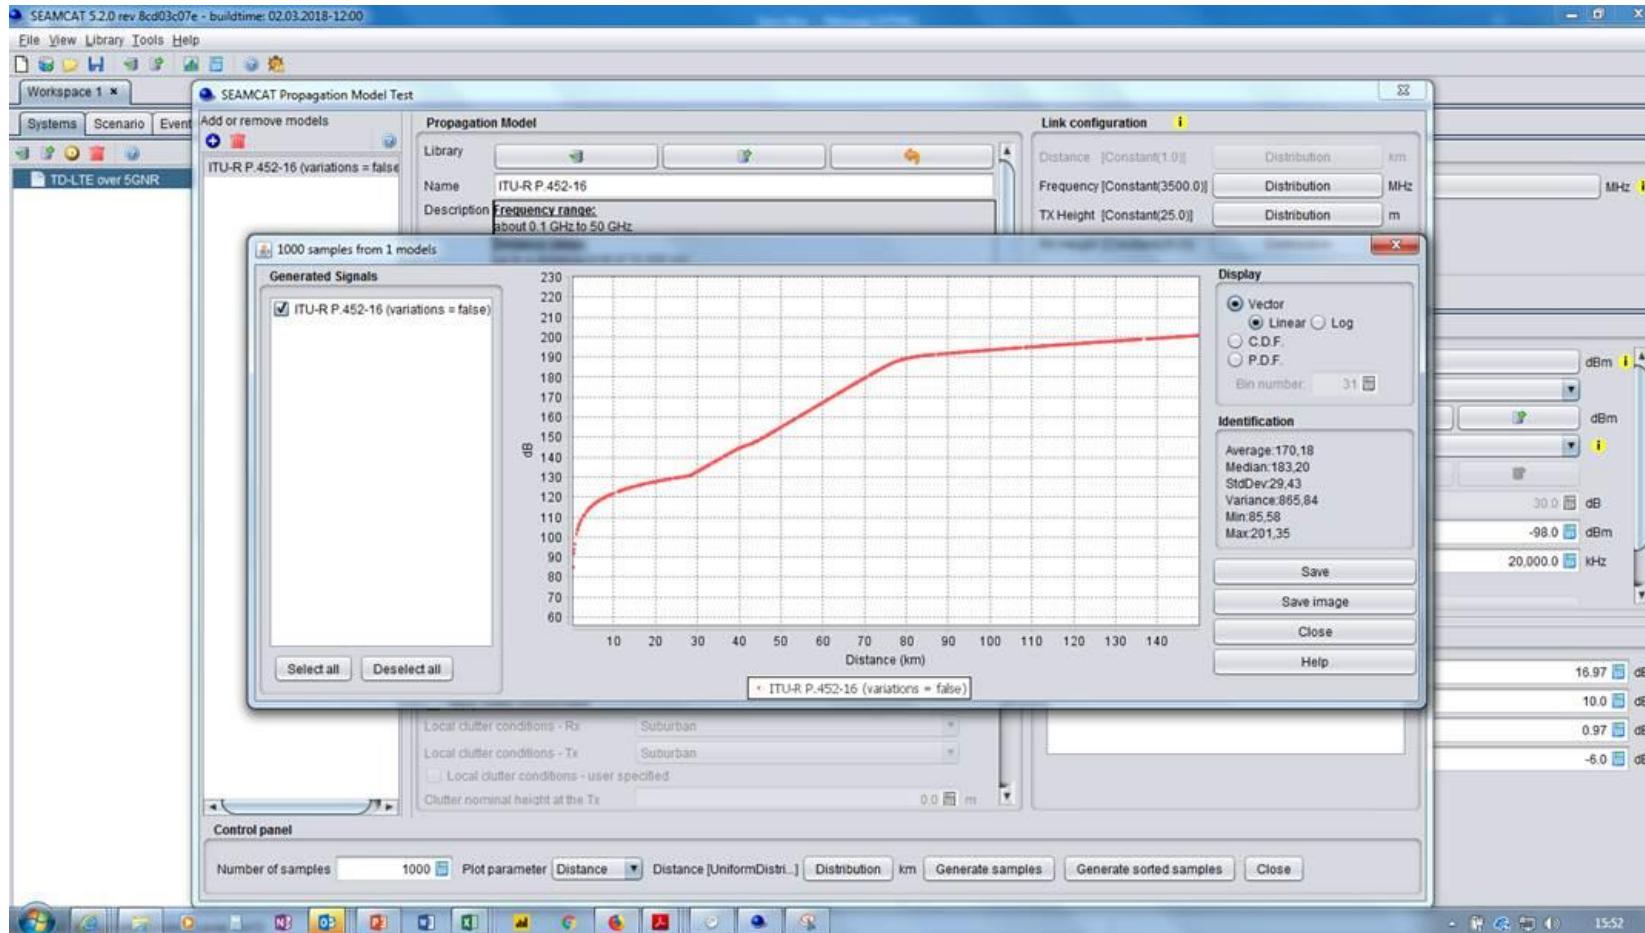 SEAMCAT 5.2.0 rev 8cd03c07e - buildtime: 02.03.2018-12:00
File View Library Tools Help
Workspace 1
Systems Scenario Event
TD-LTE over 5GNR
SEAMCAT Propagation Model Test
Add or remove models
ITU-R P.452-16 (variations = false
Propagation Model
Library
Name ITU-R P.452-16
Description Frequency range:
about 0.1 GHz to 50 GHz
Link configuration i
Distance [Constant(1.0)] Distribution km
Frequency [Constant(3500.0)] Distribution MHz
TX Height [Constant(25.0)] Distribution m
MHz i
1000 samples from 1 models
Generated Signals
ITU-R P.452-16 (variations = false)
Select all Deselect all
230
220
210
200
190
180
170
160
150
140
130
120
110
100
90
80
70
60
dB
10 20 30 40 50 60 70 80 90 100 110 120 130 140
Distance (km)
ITU-R P.452-16 (variations = false)
Display
Vector
Linear Log
C.D.F.
P.D.F.
Bin number: 31
Identification
Average:170,18
Median:183,20
StdDev:29,43
Variance:865,84
Min:85,58
Max:201,35
Save
Save image
Close
Help
dBm i
dBm
i
30.0 dB
-98.0 dBm
20,000.0 kHz
16.97 dB
10.0 dB
0.97 dB
-6.0 dB
Local clutter conditions - Rx Suburban
Local clutter conditions - Tx Suburban
Local clutter conditions - user specified
Clutter nominal height at the Tx 0.0 m
Control panel
Number of samples 1000 Plot parameter Distance Distance [UniformDistri...] Distribution km Generate samples Generate sorted samples Close
15:52